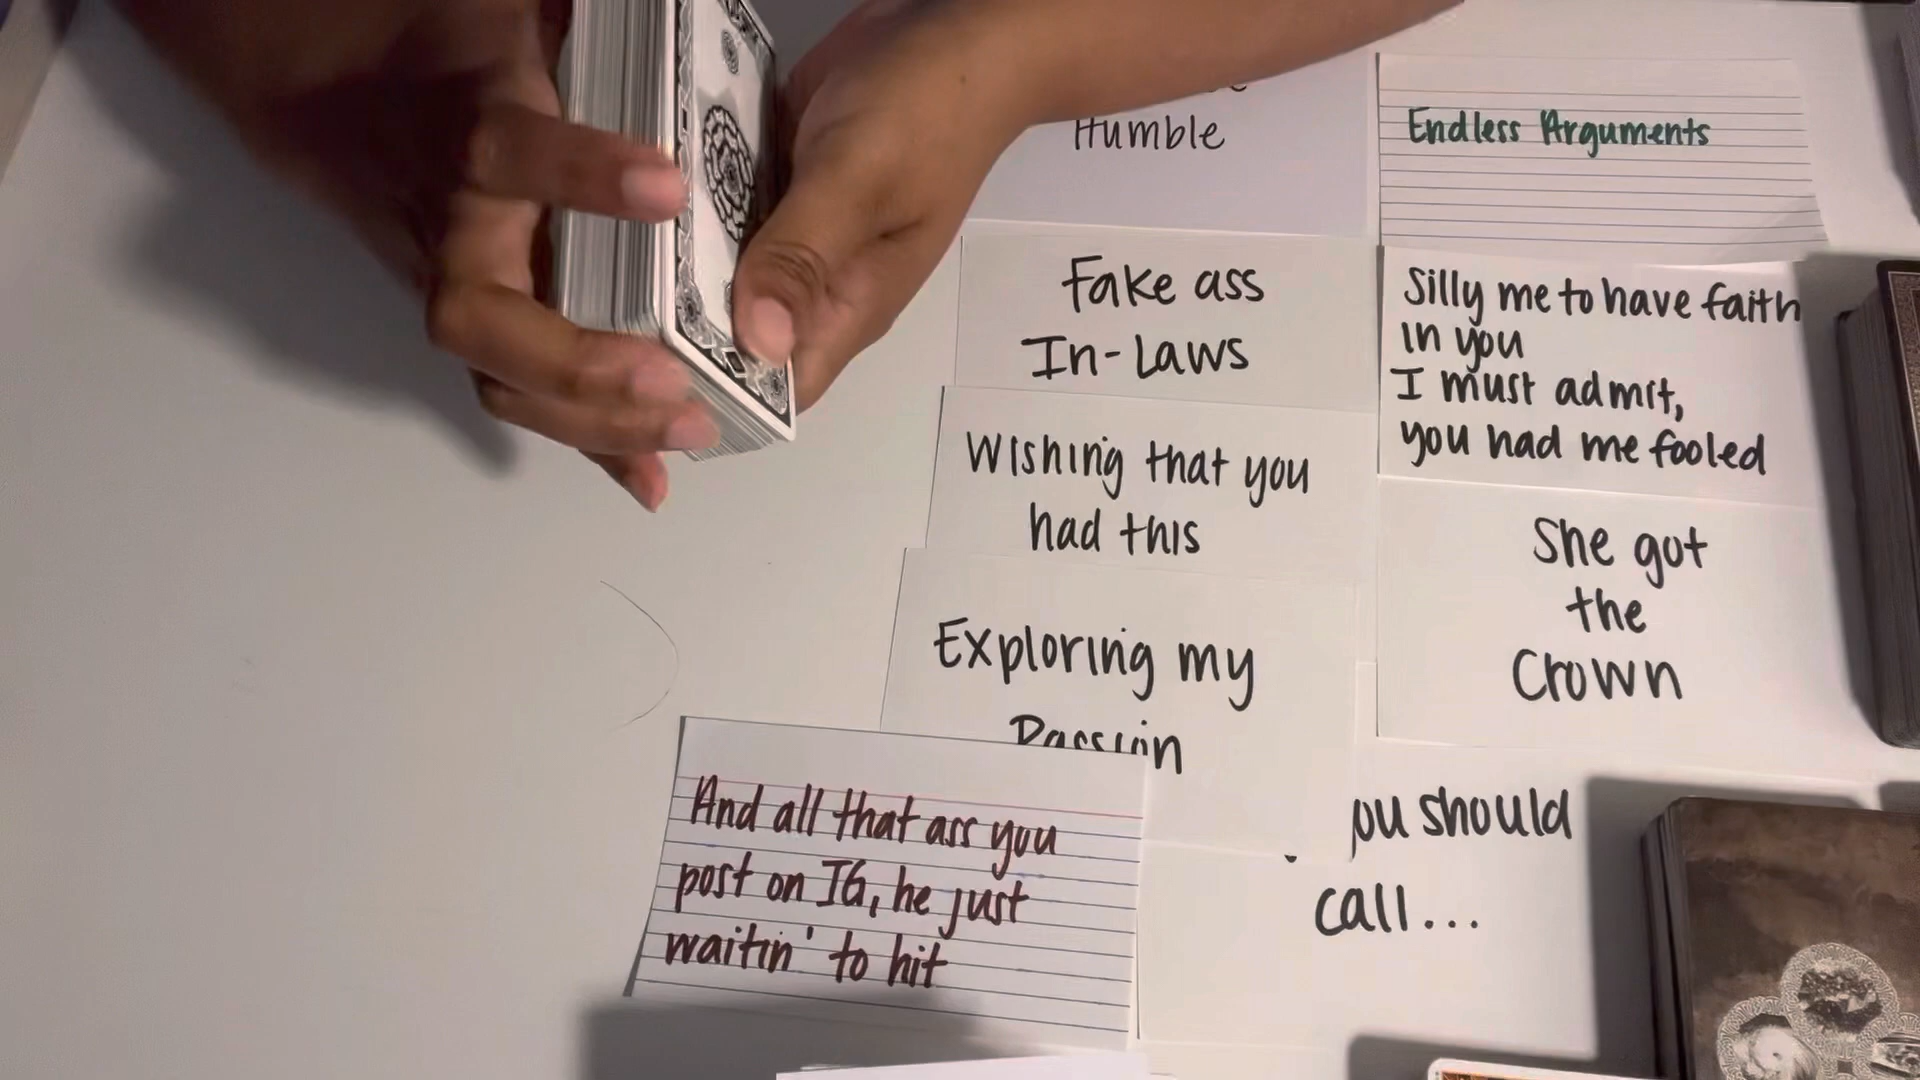 Humble
Endless Arguments
Fake ass
In-Laws
Silly me to have faith
in you
I must admit,
you had me fooled
Wishing that you
had this
She got
the
Crown
Exploring my
Passion
And all that ass you
post on IG, he just
waitin' to hit
should
call...